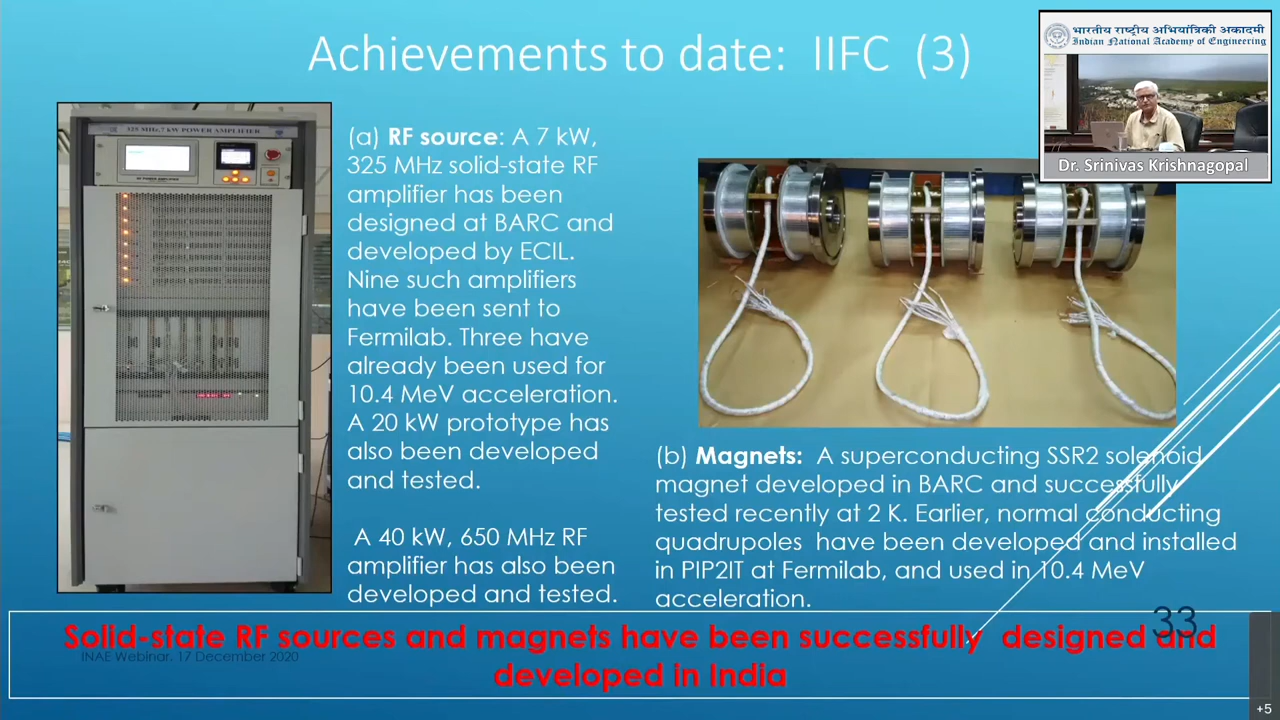 Achievements to date: IIFC (3)
भारतीय राष्ट्रीय अभियांत्रिकी अकादमी
Indian National Academy of Engineering
Dr. Srinivas Krishnagopal
325 MHz,7 kW POWER AMPLIFIER
(a) RF source: A 7 kW,
325 MHz solid-state RF
amplifier has been
designed at BARC and
developed by ECIL.
Nine such amplifiers
have been sent to
Fermilab. Three have
already been used for
10.4 MeV acceleration.
A 20 kW prototype has
also been developed
and tested.
A 40 kW, 650 MHz RF
amplifier has also been
developed and tested.
(b) Magnets: A superconducting SSR2 solenoid
magnet developed in BARC and successfully
tested recently at 2 K. Earlier, normal conducting
quadrupoles have been developed and installed
in PIP2IT at Fermilab, and used in 10.4 MeV
acceleration.
33
Solid-state RF sources and magnets have been successfully designed and
developed in India
INAE Webinar, 17 December 2020
+5